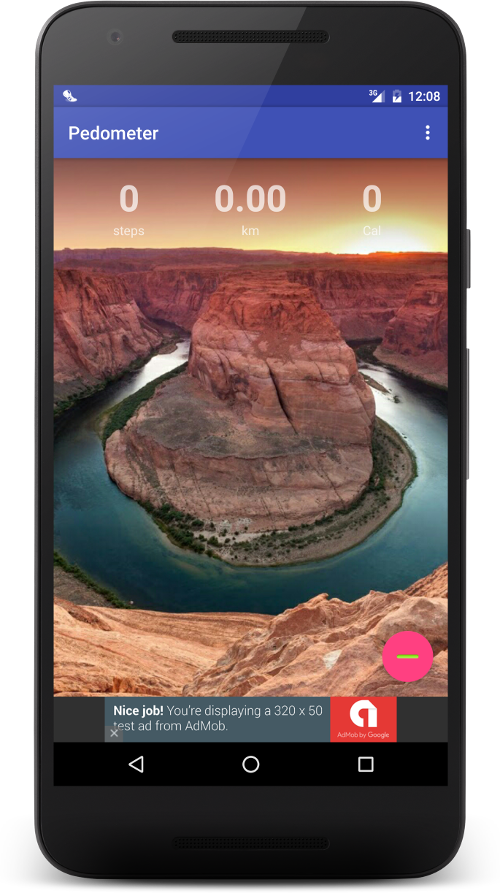 3G 12:08
Pedometer
0 0.00 0
steps km Cal
Nice job! You're displaying a 320 x 50
test ad from AdMob.
AdMob by Google